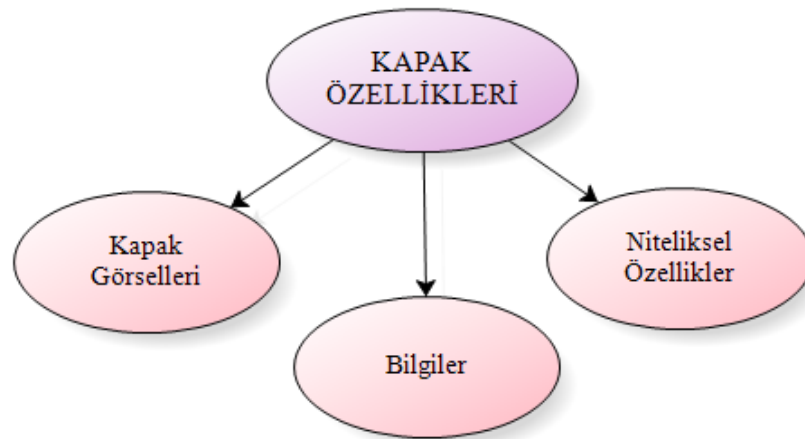 KAPAK
ÖZELLİKLERİ
Kapak
Görselleri
Niteliksel
Özellikler
Bilgiler